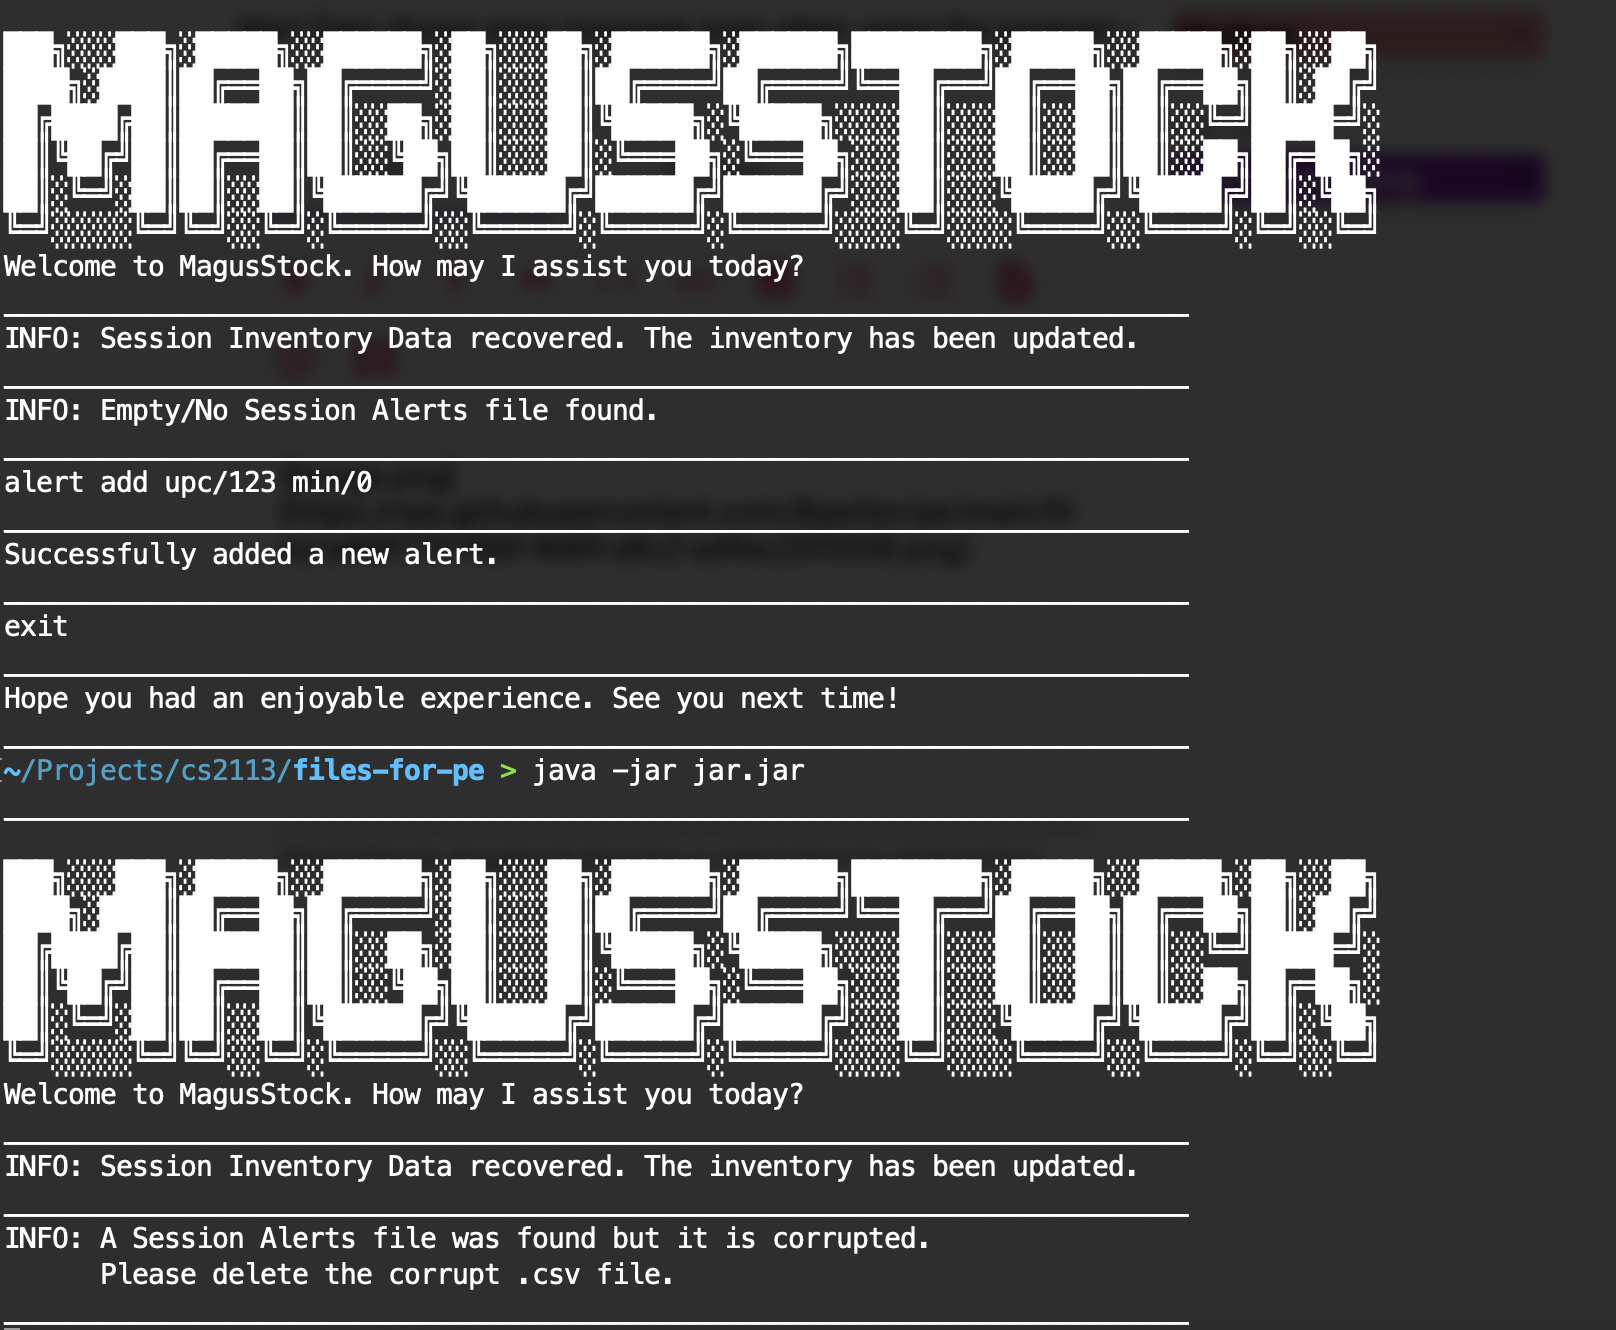 MAGUSSTOCK
Welcome to MagusStock. How may I assist you today?
INFO: Session Inventory Data recovered. The inventory has been updated.
INFO: Empty/No Session Alerts file found.
alert add upc/123 min/0
Successfully added a new alert.
exit
Hope you had an enjoyable experience. See you next time!
~/Projects/cs2113/files-for-pe > java -jar jar.jar
MAGUSSTOCK
Welcome to MagusStock. How may I assist you today?
INFO: Session Inventory Data recovered. The inventory has been updated.
INFO: A Session Alerts file was found but it is corrupted.
Please delete the corrupt .csv file.